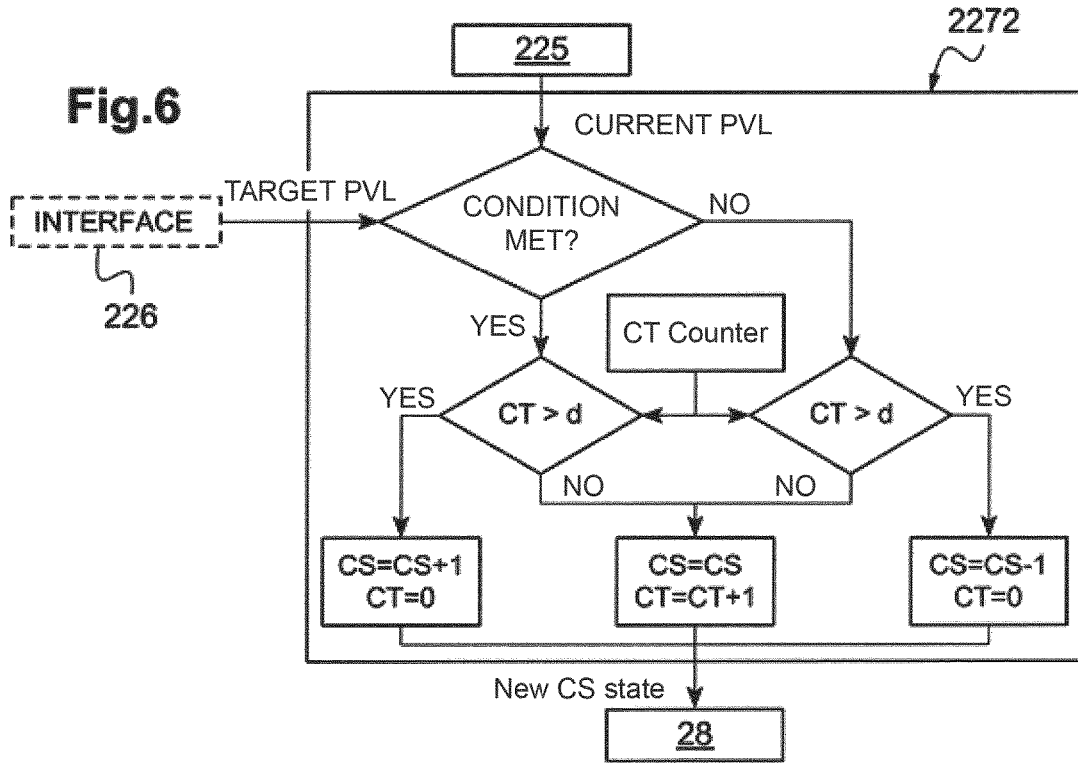 225
2272
Fig.6
CURRENT PVL
TARGET PVL
INTERFACE
CONDITION
MET?
NO
226
YES
CT Counter
YES
CT > d
CT > d
YES
NO
NO
CS=CS+1
CT=0
CS=CS
CT=CT+1
CS=CS-1
CT=0
New CS state
28